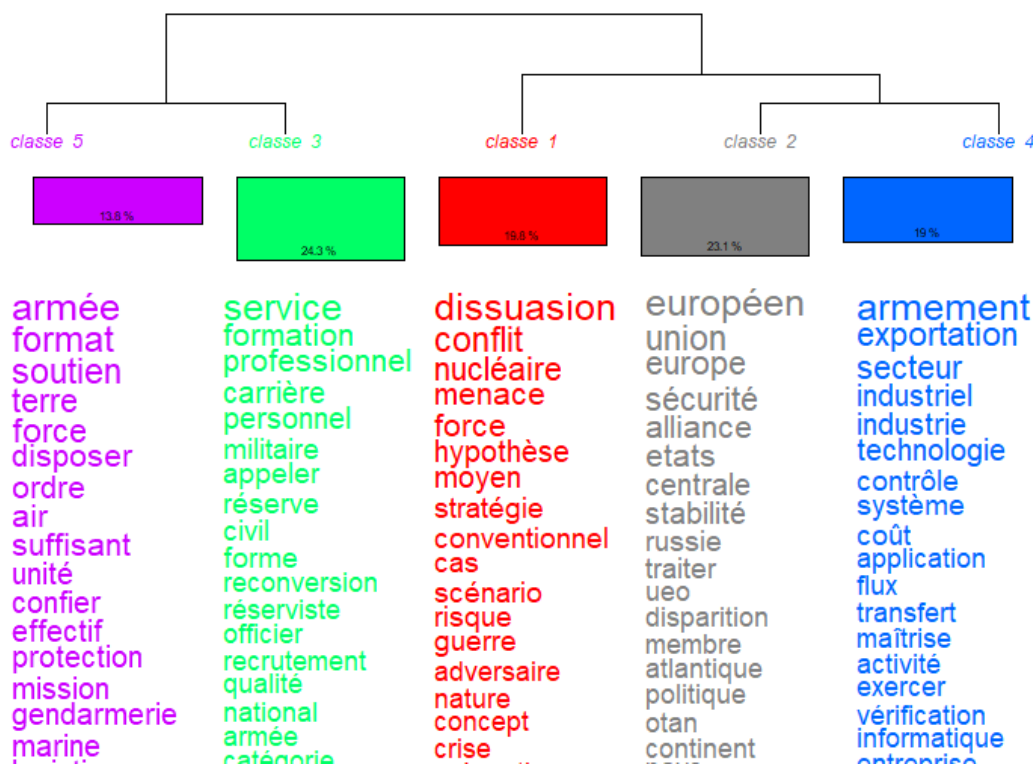 classe 5
classe 3
classe 1
classe 2
classe 4
13.8 %
24.3 %
19.8 %
23.1 %
19 %
armée
format
soutien
terre
force
disposer
ordre
air
suffisant
unité
confier
effectif
protection
mission
gendarmerie
marine
service
formation
professionnel
carrière
personnel
militaire
appeler
réserve
civil
forme
reconversion
réserviste
officier
recrutement
qualité
national
armée
catégorie
dissuasion
conflit
nucléaire
menace
force
hypothèse
moyen
stratégie
conventionnel
cas
scénario
risque
guerre
adversaire
nature
concept
crise
européen
union
europe
sécurité
alliance
etats
centrale
stabilité
russie
traiter
ueo
disparition
membre
atlantique
politique
otan
continent
armement
exportation
secteur
industriel
industrie
technologie
contrôle
système
coût
application
flux
transfert
maîtrise
activité
exercer
vérification
informatique
entreprise